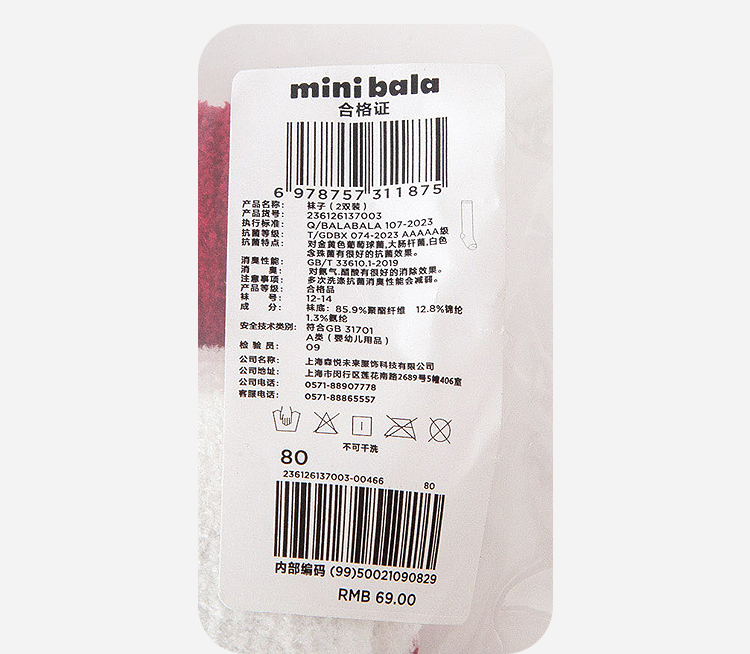 mini bala
合格证
6 978757 311875
产品名称: 袜子(2双装)
产品货号: 236126137003
执行标准: Q/BALABALA 107-2023
抗菌等级: T/GDBX 074-2023 AAAAA级
抗菌特点: 对金黄色葡萄球菌,大肠杆菌,白色
念珠菌有很好的抗菌效果。
消臭性能: GB/T 33610.1-2019
消 臭: 对氨气,醋酸有很好的消除效果。
注意事项: 多次洗涤抗菌消臭性能会减弱。
产品等级: 合格品
袜 号: 12-14
成 分: 袜底: 85.9%聚酯纤维 12.8%锦纶
1.3%氨纶
安全技术类别: 符合GB 31701
A类(婴幼儿用品)
检 验 员: 09
公司名称: 上海森悦未来服饰科技有限公司
公司地址: 上海市闵行区莲花南路2689号5幢406室
公司电话: 0571-88907778
客服电话: 0571-88865557
不可干洗
80
236126137003-00466 80
内部编码 (99)50021090829
RMB 69.00